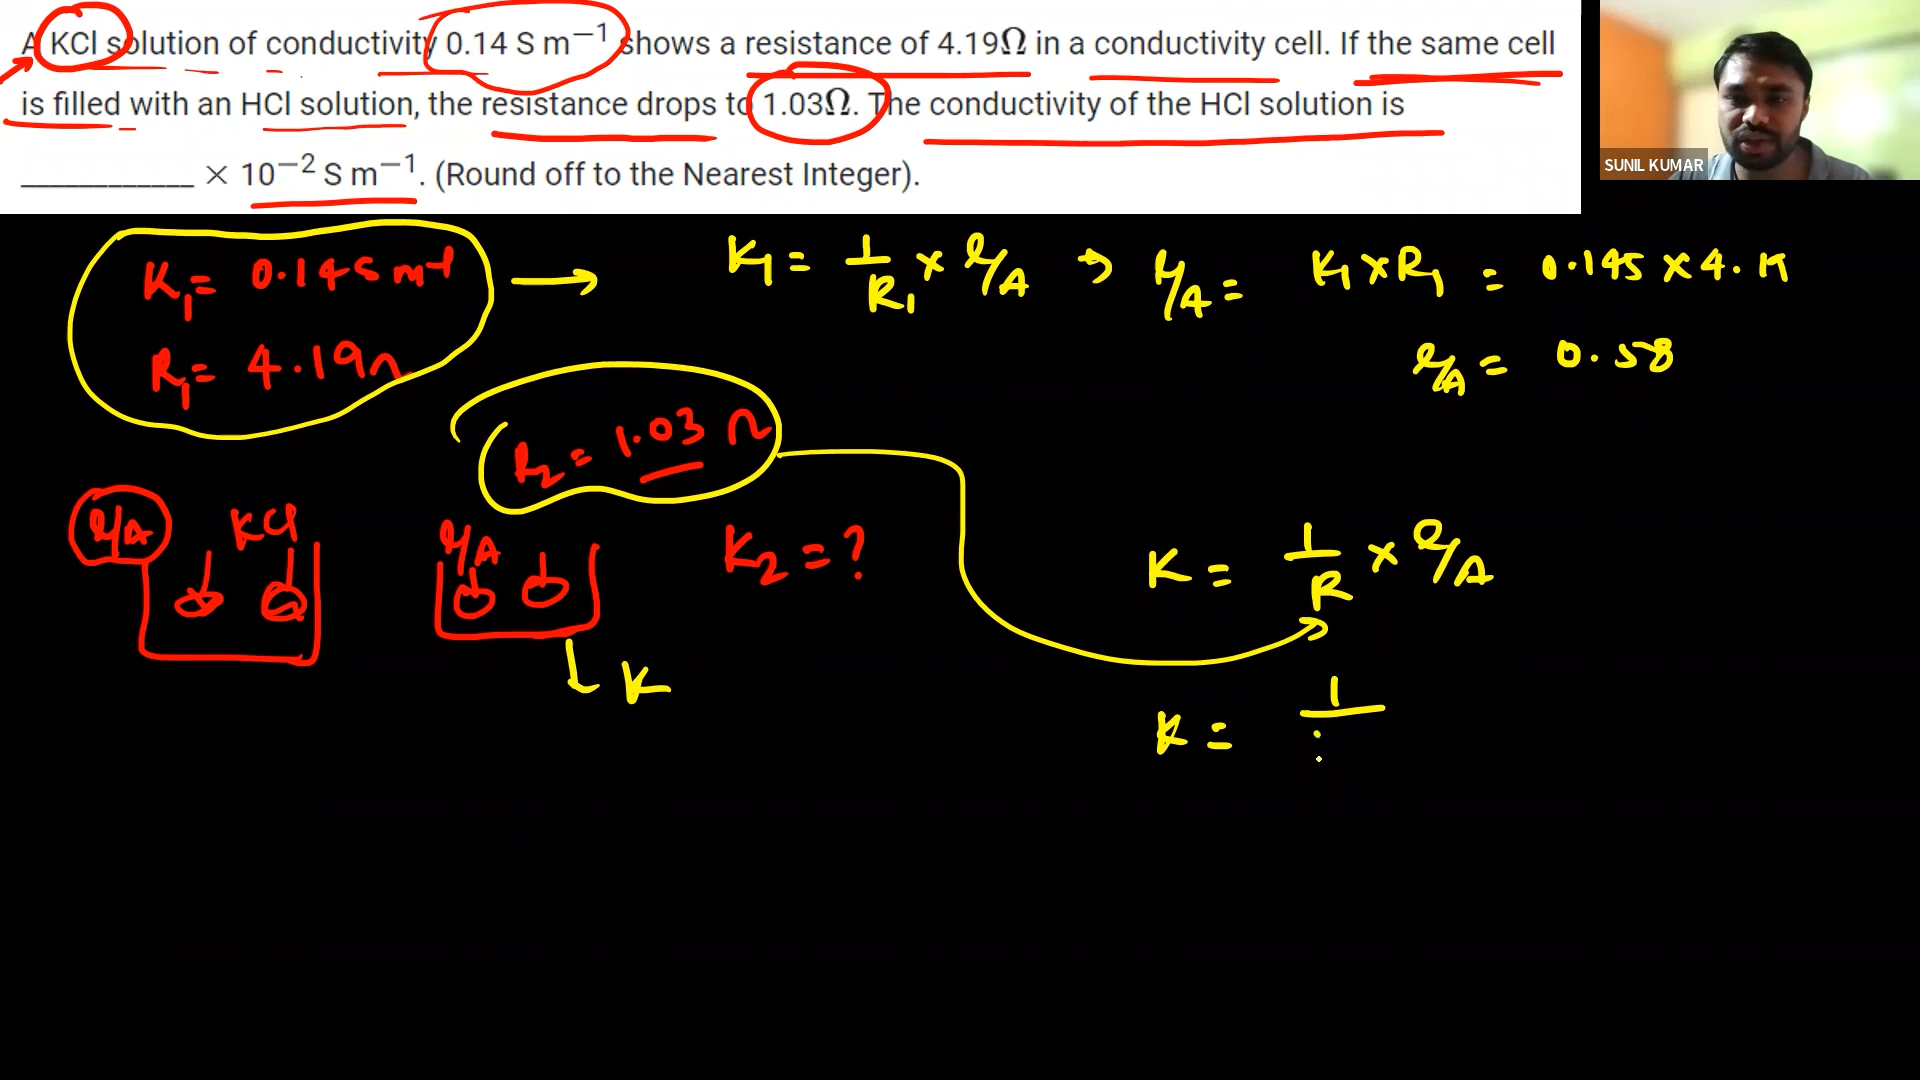 A KCl solution of conductivity 0.14 S m⁻¹ shows a resistance of 4.19Ω in a conductivity cell. If the same cell
is filled with an HCl solution, the resistance drops to 1.03Ω. The conductivity of the HCl solution is
____________ × 10⁻² S m⁻¹. (Round off to the Nearest Integer).
SUNIL KUMAR
K₁ = 0.14 S m⁻¹
R₁ = 4.19Ω
K₁ = 1/R₁ × l/A → l/A = K₁ × R₁ = 0.145 × 4.19
l/A = 0.58
R₂ = 1.03 Ω
l/A KCl
l/A
K₂ = ?
K = 1/R × l/A
K
K = 1/